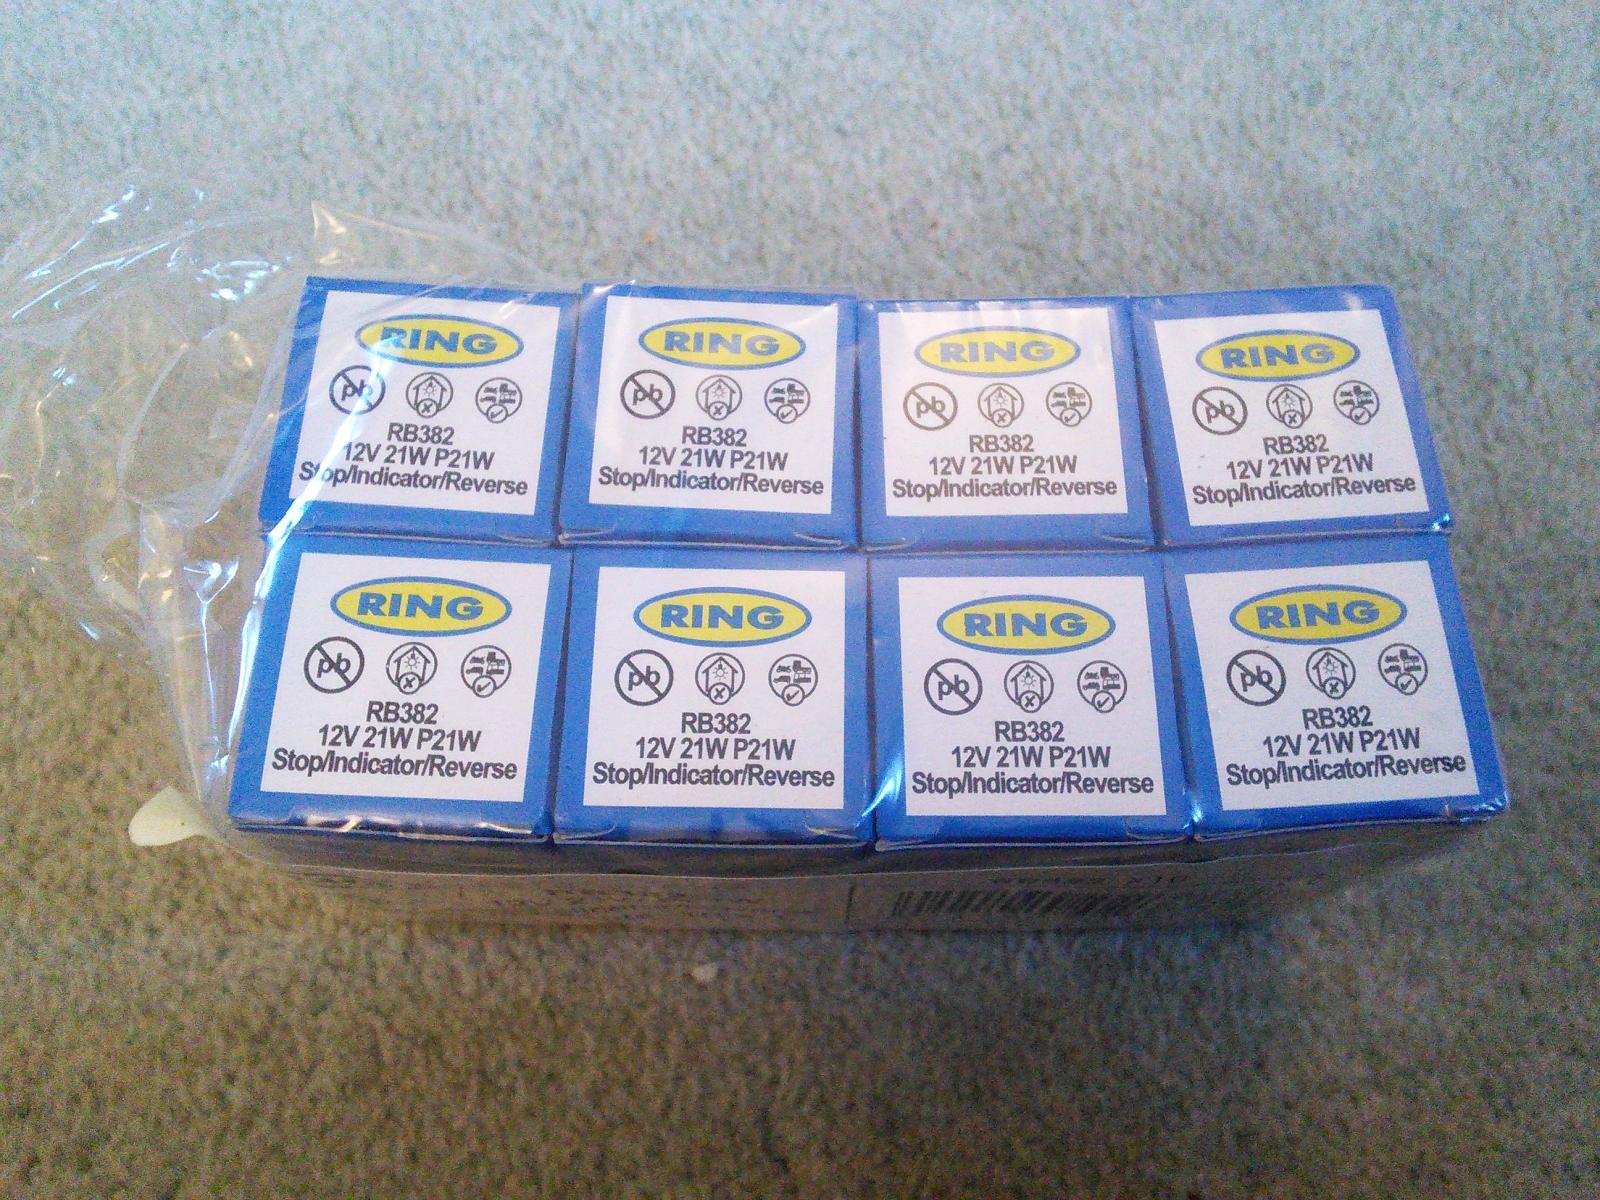 RING
pb
RB382
12V 21W P21W
Stop/Indicator/Reverse
RING
pb
RB382
12V 21W P21W
Stop/Indicator/Reverse
RING
pb
RB382
12V 21W P21W
Stop/Indicator/Reverse
RING
pb
RB382
12V 21W P21W
Stop/Indicator/Reverse
RING
pb
RB382
12V 21W P21W
Stop/Indicator/Reverse
RING
pb
RB382
12V 21W P21W
Stop/Indicator/Reverse
RING
pb
RB382
12V 21W P21W
Stop/Indicator/Reverse
RING
pb
RB382
12V 21W P21W
Stop/Indicator/Reverse